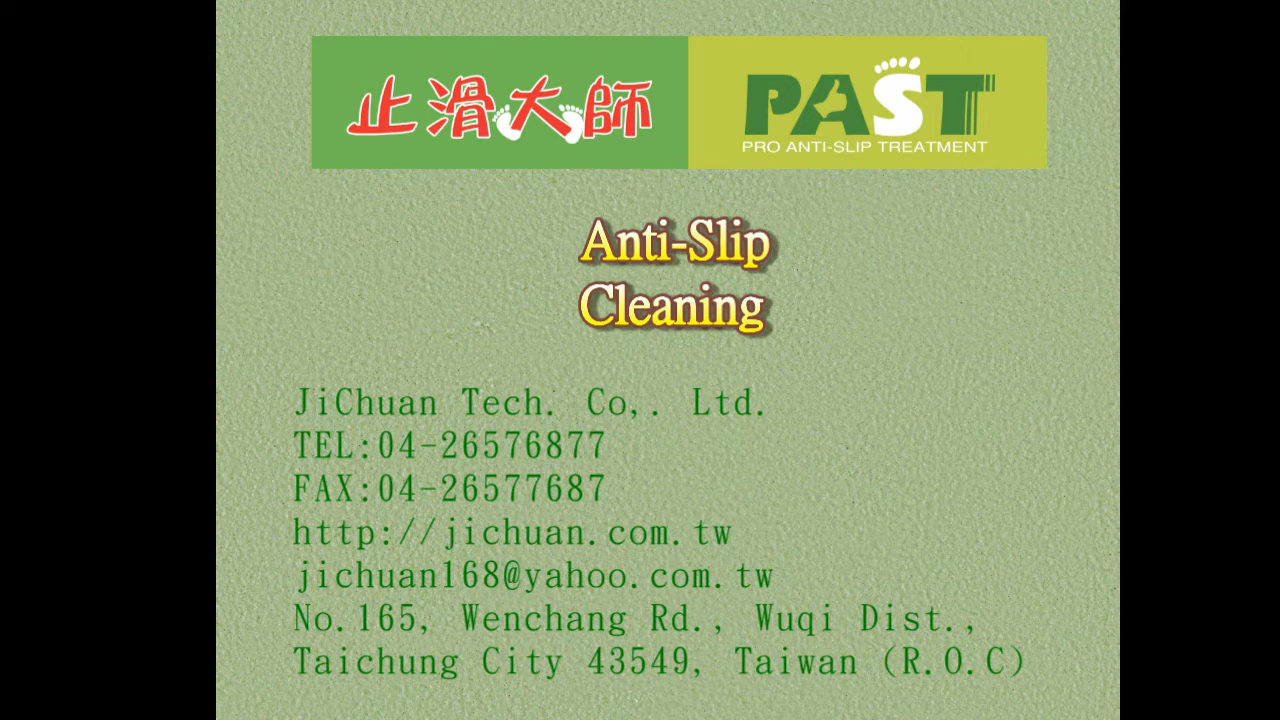 止滑大師
PAST
PRO ANTI-SLIP TREATMENT
Anti-Slip
Cleaning
JiChuan Tech. Co,. Ltd.
TEL:04-26576877
FAX:04-26577687
http://jichuan.com.tw
jichuan168@yahoo.com.tw
No.165, Wenchang Rd., Wuqi Dist.,
Taichung City 43549, Taiwan (R.O.C)